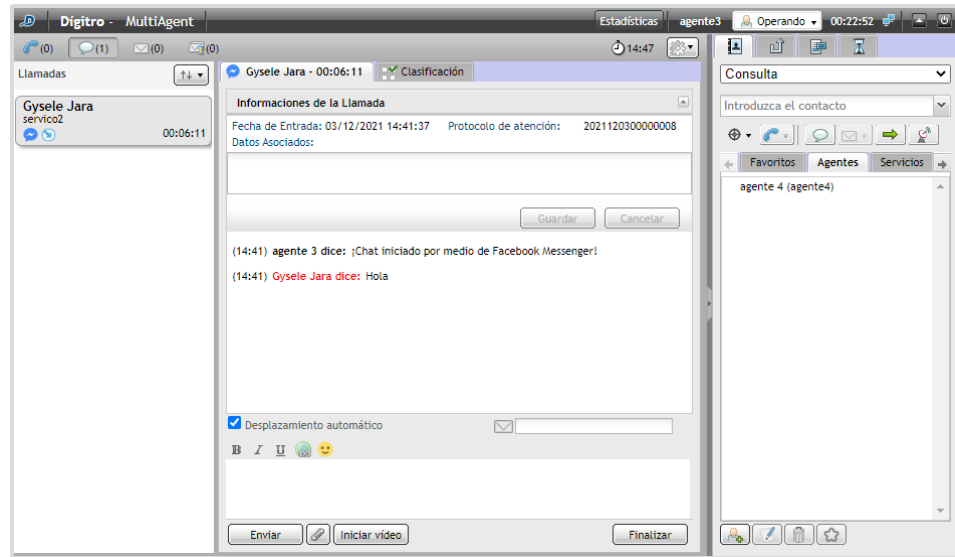 Dígitro - MultiAgent Estadísticas agente3 Operando 00:22:52
(0) (1) (0) (0) 14:47
Llamadas
Gysele Jara
servico2
00:06:11
Gysele Jara - 00:06:11 Clasificación
Informaciones de la Llamada
Fecha de Entrada: 03/12/2021 14:41:37 Protocolo de atención: 2021120300000008
Datos Asociados:
Guardar Cancelar
(14:41) agente 3 dice: ¡Chat iniciado por medio de Facebook Messenger!
(14:41) Gysele Jara dice: Hola
Desplazamiento automático
B I U
Enviar Iniciar vídeo Finalizar
Consulta
Introduzca el contacto
Favoritos Agentes Servicios
agente 4 (agente4)